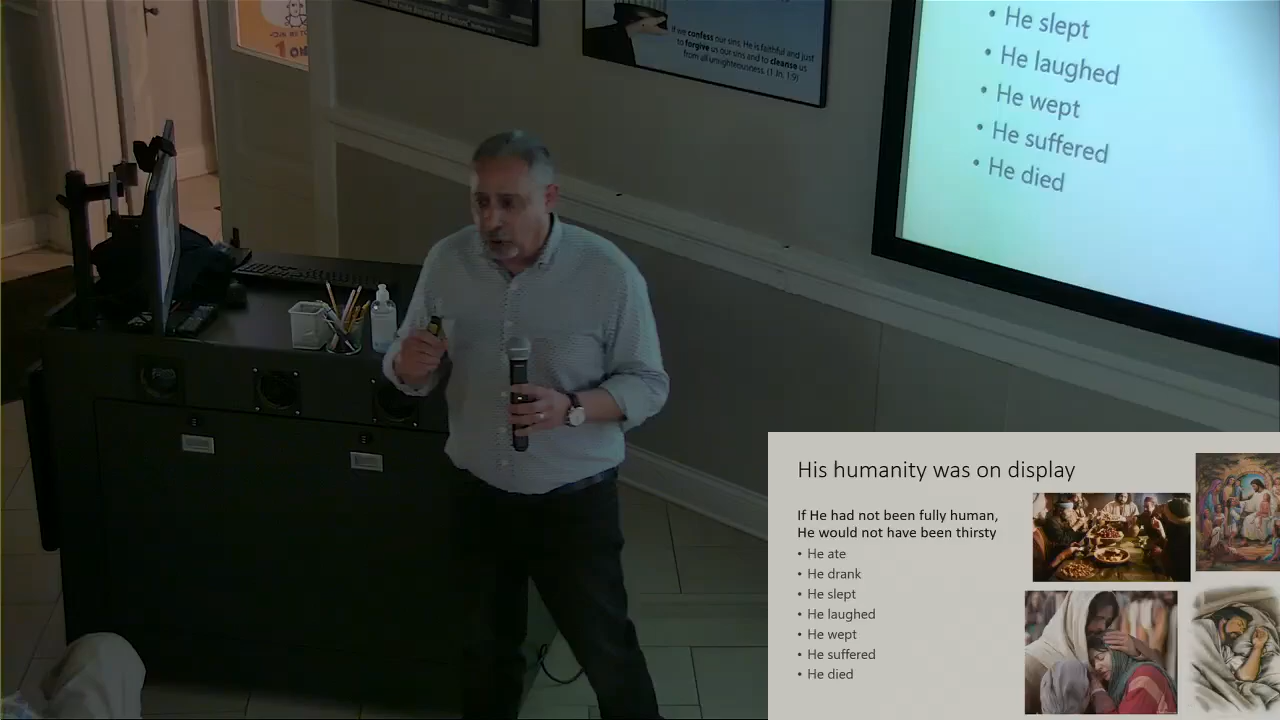 1
If we confess our sins, He is faithful and just
to forgive us our sins and to cleanse us
from all unrighteousness. (1 Jn. 1:9)
• He slept
• He laughed
• He wept
• He suffered
• He died
His humanity was on display
If He had not been fully human,
He would not have been thirsty
• He ate
• He drank
• He slept
• He laughed
• He wept
• He suffered
• He died